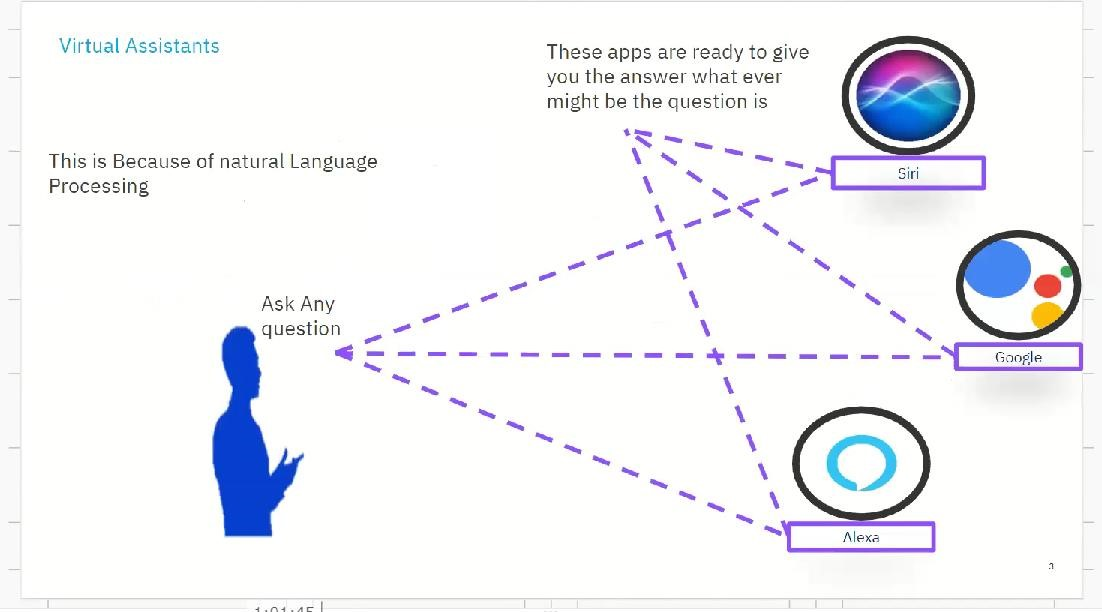 Virtual Assistants
These apps are ready to give
you the answer what ever
might be the question is
Siri
This is Because of natural Language
Processing
Ask Any
question
Google
Alexa
3
1:01:45